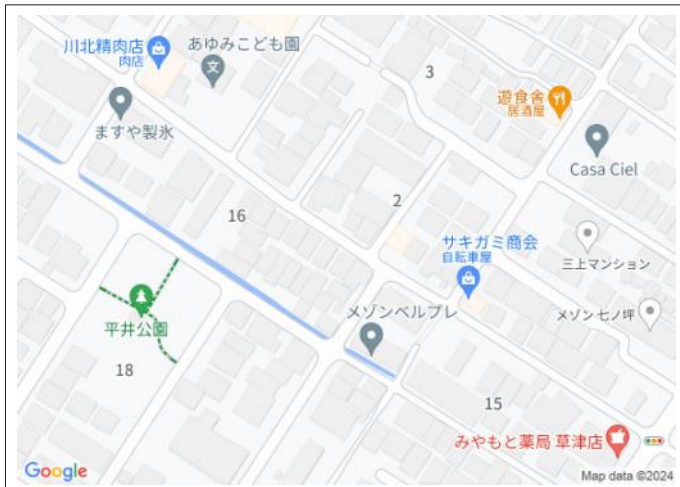 川北精肉店
肉店
あゆみこども園
文
3
遊食舎
居酒屋
ますや製氷
Casa Ciel
16
2
サキガミ商会
自転車屋
三上マンション
メゾンベルプレ
メゾン 七ノ坪
平井公園
18
15
みやもと薬局 草津店
Google
Map data ©2024